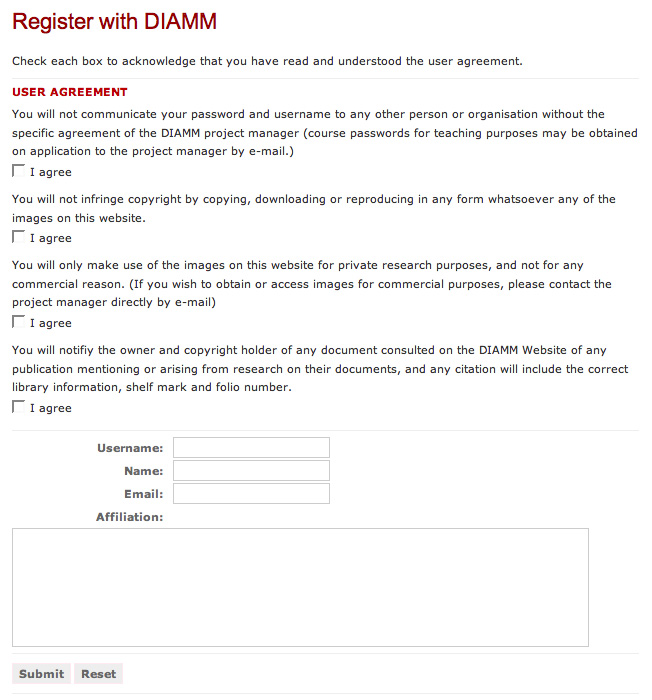 Register with DIAMM
Check each box to acknowledge that you have read and understood the user agreement.
USER AGREEMENT
You will not communicate your password and username to any other person or organisation without the
specific agreement of the DIAMM project manager (course passwords for teaching purposes may be obtained
on application to the project manager by e-mail.)
I agree
You will not infringe copyright by copying, downloading or reproducing in any form whatsoever any of the
images on this website.
I agree
You will only make use of the images on this website for private research purposes, and not for any
commercial reason. (If you wish to obtain or access images for commercial purposes, please contact the
project manager directly by e-mail)
I agree
You will notifiy the owner and copyright holder of any document consulted on the DIAMM Website of any
publication mentioning or arising from research on their documents, and any citation will include the correct
library information, shelf mark and folio number.
I agree
Username:
Name:
Email:
Affiliation:
Submit Reset